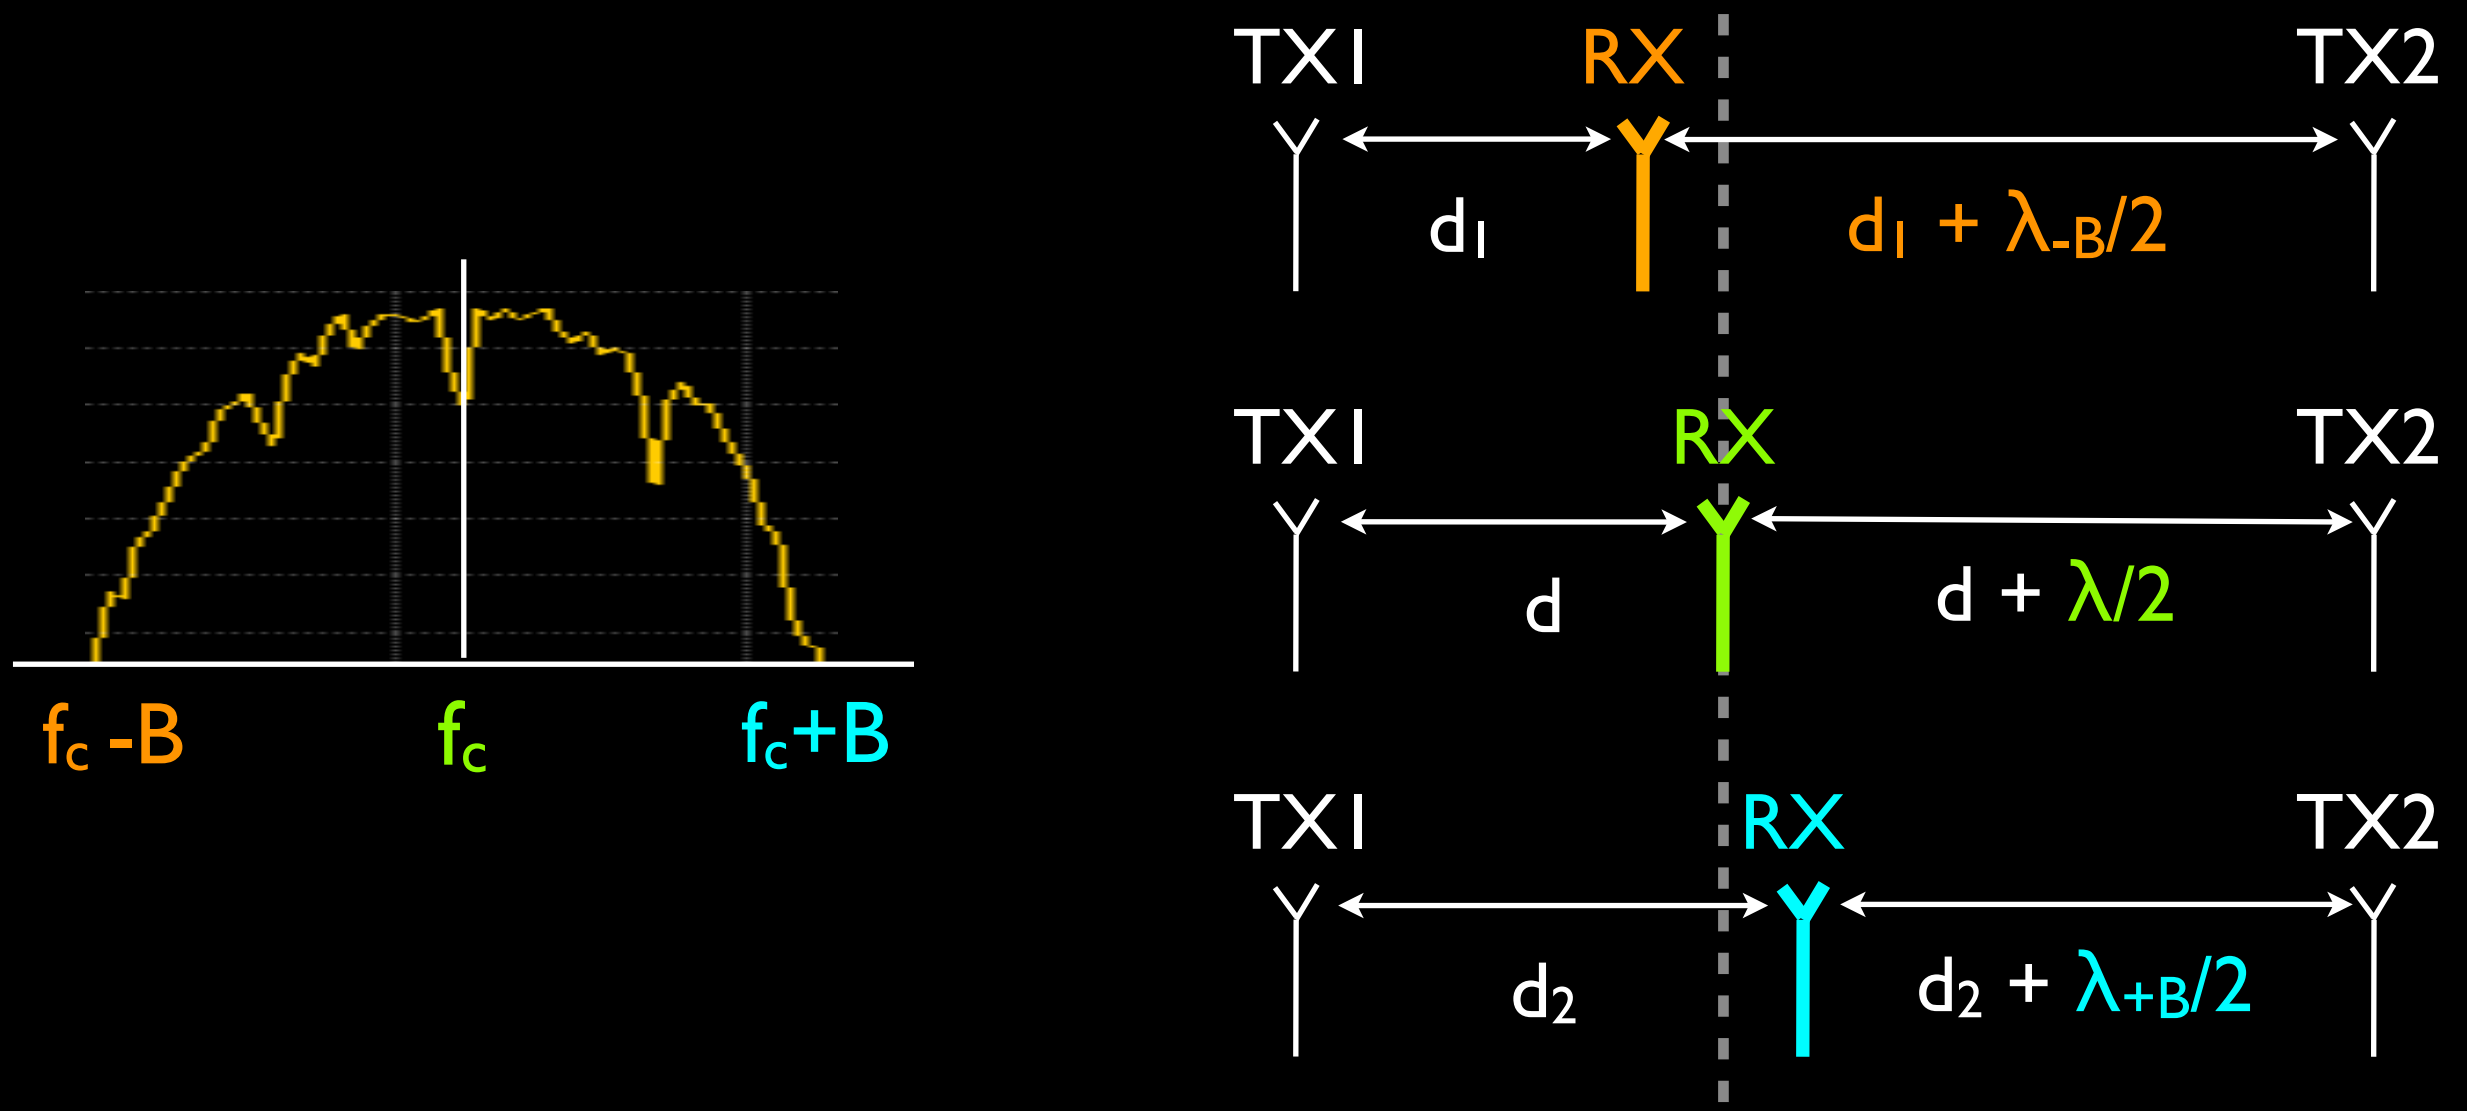 TX1 RX TX2
d₁ d₁ + λ₋B/2
TX1 RX TX2
d d + λ/2
fc -B fc fc+B
TX1 RX TX2
d₂ d₂ + λ+B/2